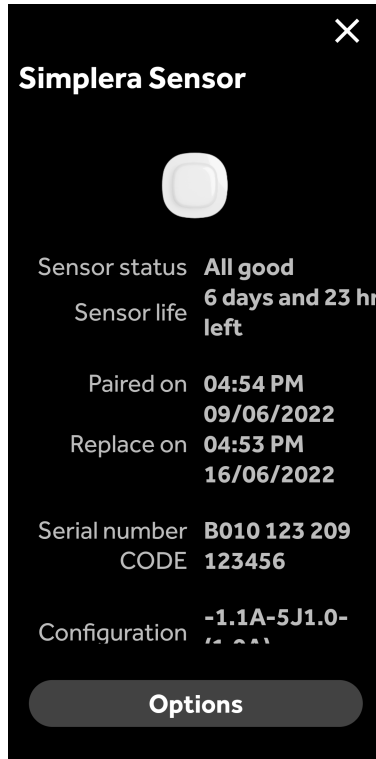 Simplera Sensor
Sensor status All good
Sensor life 6 days and 23 hr
left
Paired on 04:54 PM
09/06/2022
Replace on 04:53 PM
16/06/2022
Serial number B010 123 209
CODE 123456
Configuration -1.1A-5J1.0-
Options